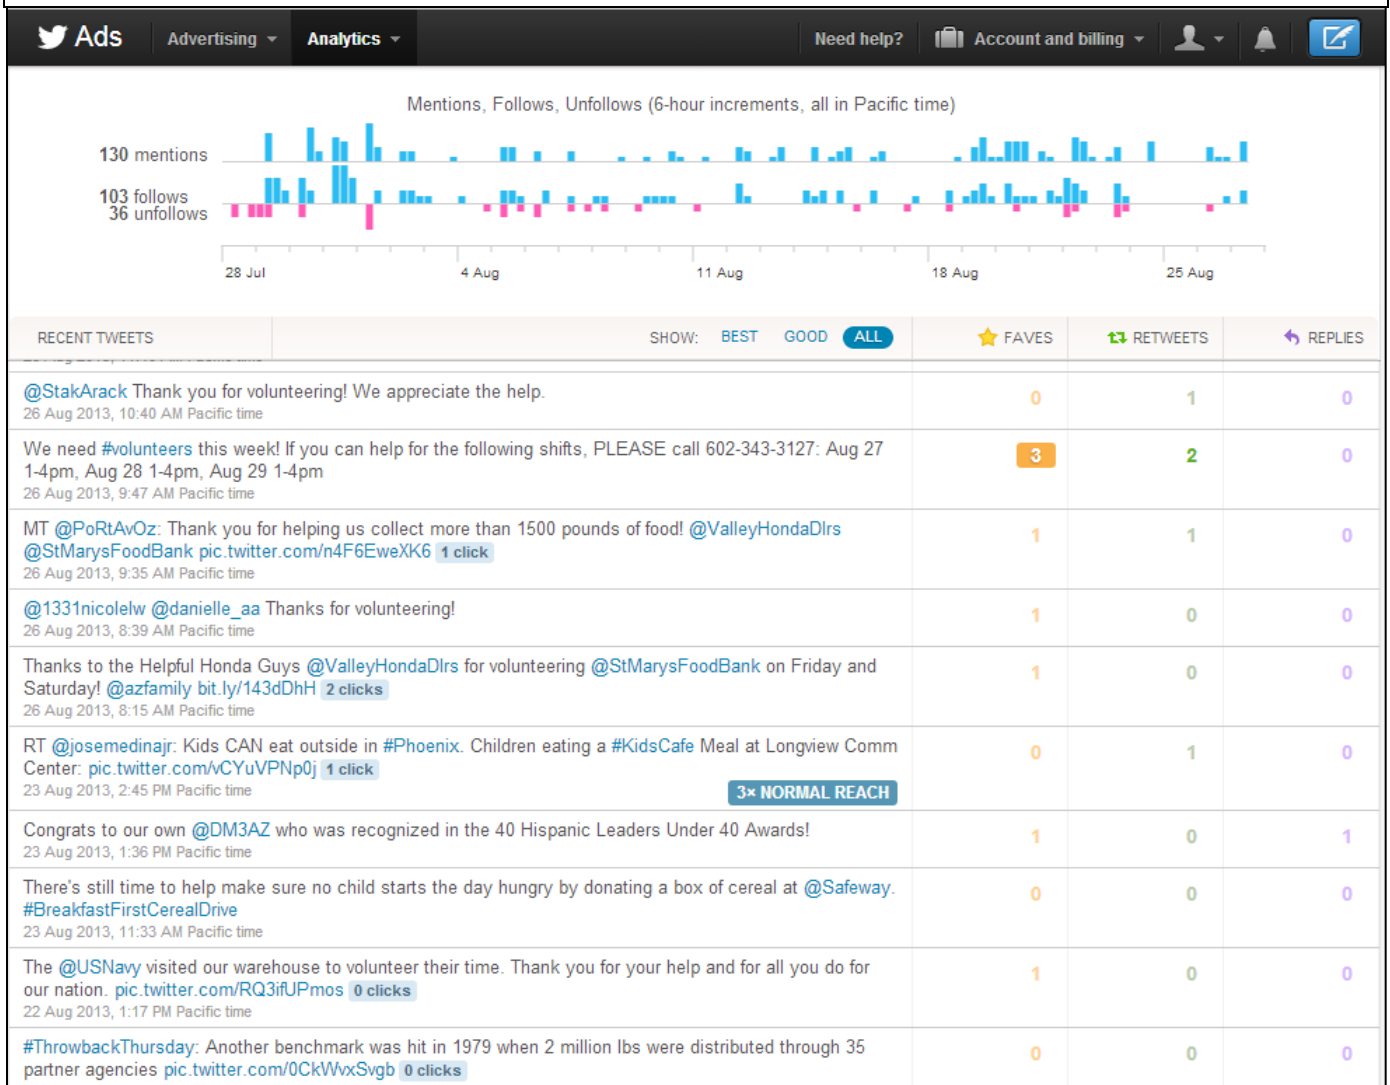 Ads Advertising Analytics Need help? Account and billing
Mentions, Follows, Unfollows (6-hour increments, all in Pacific time)
130 mentions
103 follows
36 unfollows
28 Jul 4 Aug 11 Aug 18 Aug 25 Aug
RECENT TWEETS SHOW: BEST GOOD ALL FAVES RETWEETS REPLIES
@StakArack Thank you for volunteering! We appreciate the help. 0 1 0
26 Aug 2013, 10:40 AM Pacific time
We need #volunteers this week! If you can help for the following shifts, PLEASE call 602-343-3127: Aug 27 3 2 0
1-4pm, Aug 28 1-4pm, Aug 29 1-4pm
26 Aug 2013, 9:47 AM Pacific time
MT @PoRtAvOz: Thank you for helping us collect more than 1500 pounds of food! @ValleyHondaDlrs 1 1 0
@StMarysFoodBank pic.twitter.com/n4F6EweXK6 1 click
26 Aug 2013, 9:35 AM Pacific time
@1331nicolelw @danielle_aa Thanks for volunteering! 1 0 0
26 Aug 2013, 8:39 AM Pacific time
Thanks to the Helpful Honda Guys @ValleyHondaDlrs for volunteering @StMarysFoodBank on Friday and 1 0 0
Saturday! @azfamily bit.ly/143dDhH 2 clicks
26 Aug 2013, 8:15 AM Pacific time
RT @josemedinajr: Kids CAN eat outside in #Phoenix. Children eating a #KidsCafe Meal at Longview Comm 0 1 0
Center: pic.twitter.com/vCYuVPNp0j 1 click
23 Aug 2013, 2:45 PM Pacific time 3× NORMAL REACH
Congrats to our own @DM3AZ who was recognized in the 40 Hispanic Leaders Under 40 Awards! 1 0 1
23 Aug 2013, 1:36 PM Pacific time
There's still time to help make sure no child starts the day hungry by donating a box of cereal at @Safeway. 0 0 0
#BreakfastFirstCerealDrive
23 Aug 2013, 11:33 AM Pacific time
The @USNavy visited our warehouse to volunteer their time. Thank you for your help and for all you do for 1 0 0
our nation. pic.twitter.com/RQ3ifUPmos 0 clicks
22 Aug 2013, 1:17 PM Pacific time
#ThrowbackThursday: Another benchmark was hit in 1979 when 2 million lbs were distributed through 35 0 0 0
partner agencies pic.twitter.com/0CkWvxSvgb 0 clicks